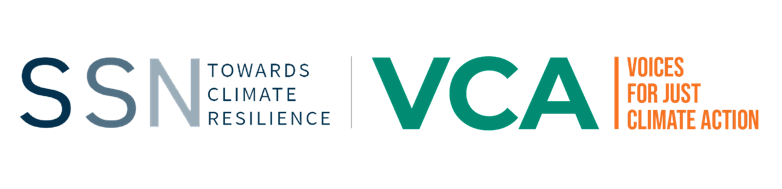 SSN
TOWARDS
CLIMATE
RESILIENCE
VCA
VOICES
FOR JUST
CLIMATE ACTION